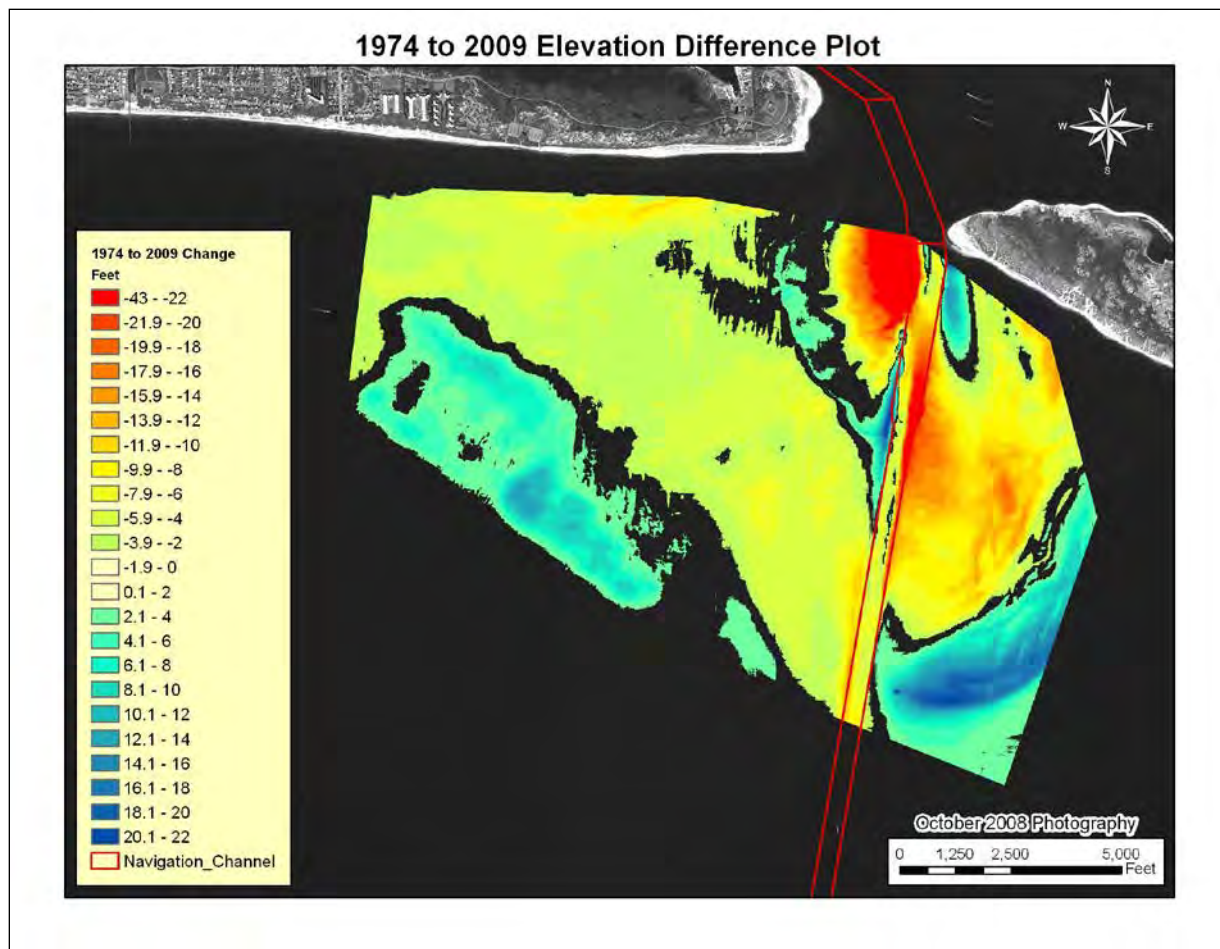 1974 to 2009 Elevation Difference Plot
N
W E
S
1974 to 2009 Change
Feet
-43 - -22
-21.9 - -20
-19.9 - -18
-17.9 - -16
-15.9 - -14
-13.9 - -12
-11.9 - -10
-9.9 - -8
-7.9 - -6
-5.9 - -4
-3.9 - -2
-1.9 - 0
0.1 - 2
2.1 - 4
4.1 - 6
6.1 - 8
8.1 - 10
10.1 - 12
12.1 - 14
14.1 - 16
16.1 - 18
18.1 - 20
20.1 - 22
Navigation_Channel
October 2008 Photography
0 1,250 2,500 5,000
Feet